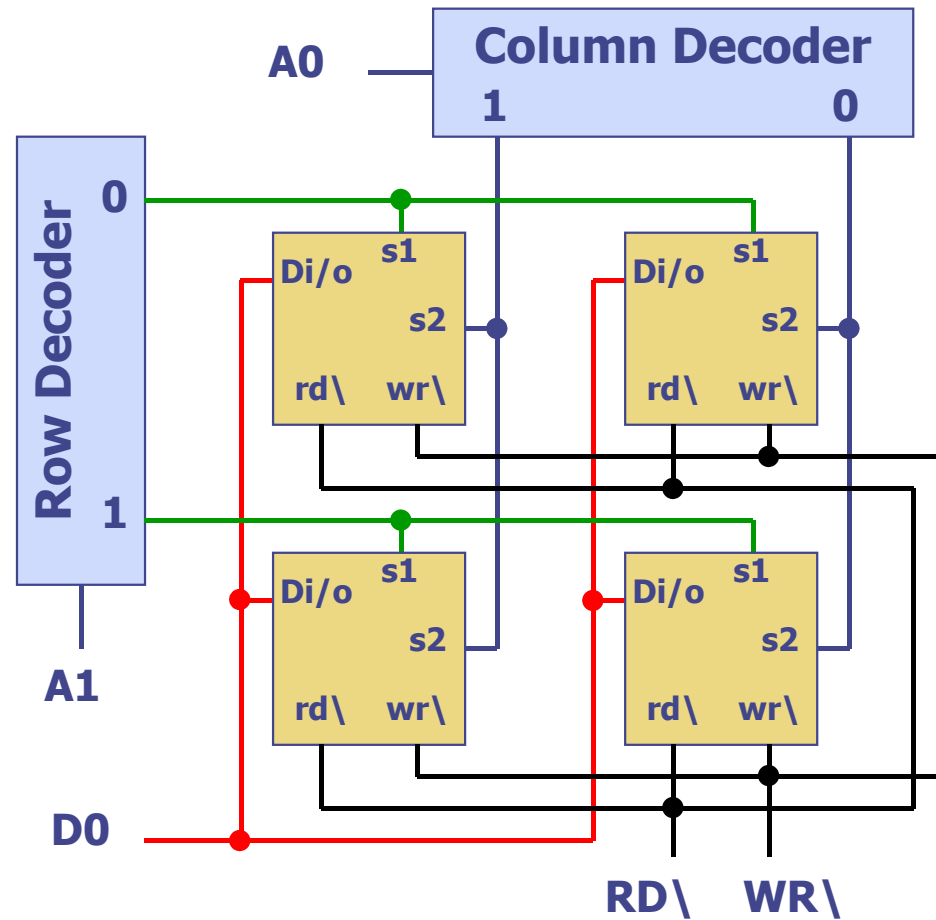 Column Decoder
A0
1 0
Row Decoder
0
s1 s1
Di/o Di/o
s2 s2
rd\ wr\ rd\ wr\
1
s1 s1
Di/o Di/o
s2 s2
A1
rd\ wr\ rd\ wr\
D0
RD\ WR\